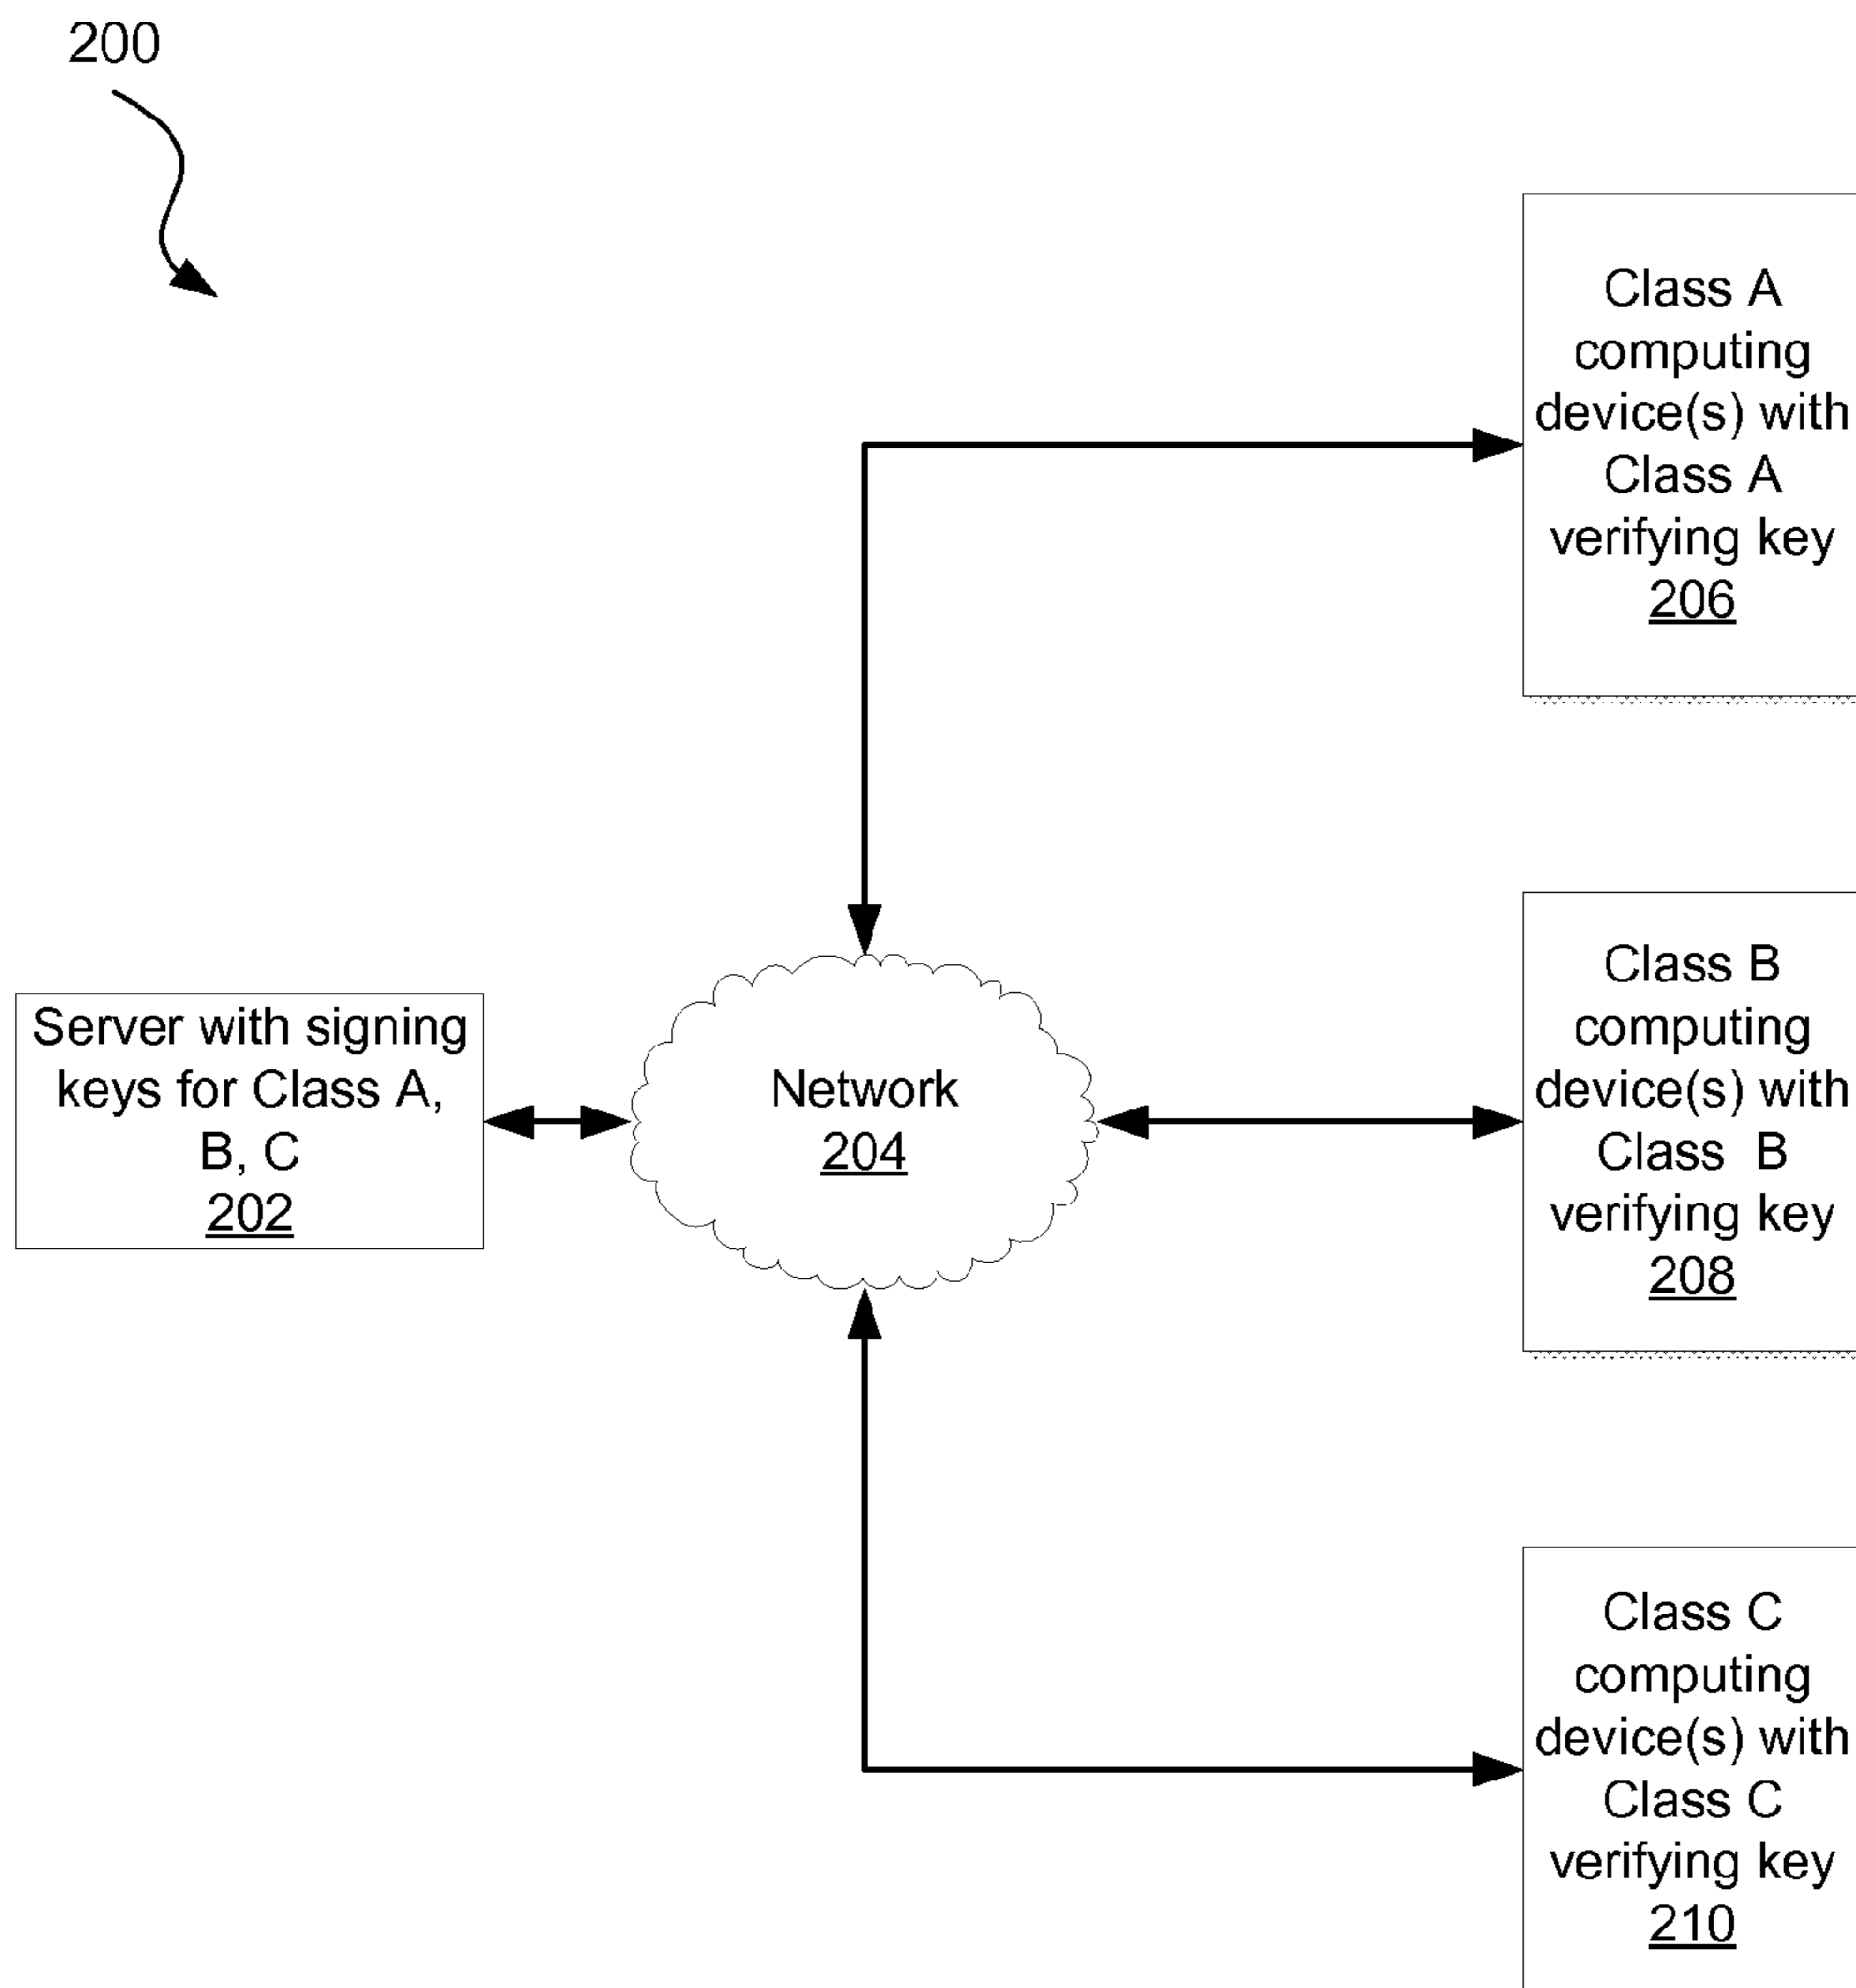 200
Class A
computing
device(s) with
Class A
verifying key
206
Server with signing
keys for Class A,
B, C
202
Network
204
Class B
computing
device(s) with
Class B
verifying key
208
Class C
computing
device(s) with
Class C
verifying key
210